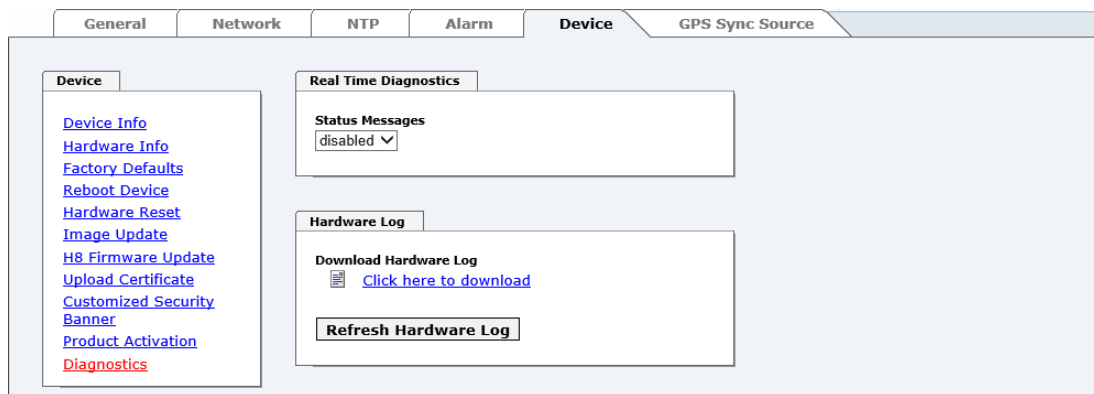 General Network NTP Alarm Device GPS Sync Source
Device
Device Info
Hardware Info
Factory Defaults
Reboot Device
Hardware Reset
Image Update
H8 Firmware Update
Upload Certificate
Customized Security
Banner
Product Activation
Diagnostics
Real Time Diagnostics
Status Messages
disabled
Hardware Log
Download Hardware Log
Click here to download
Refresh Hardware Log